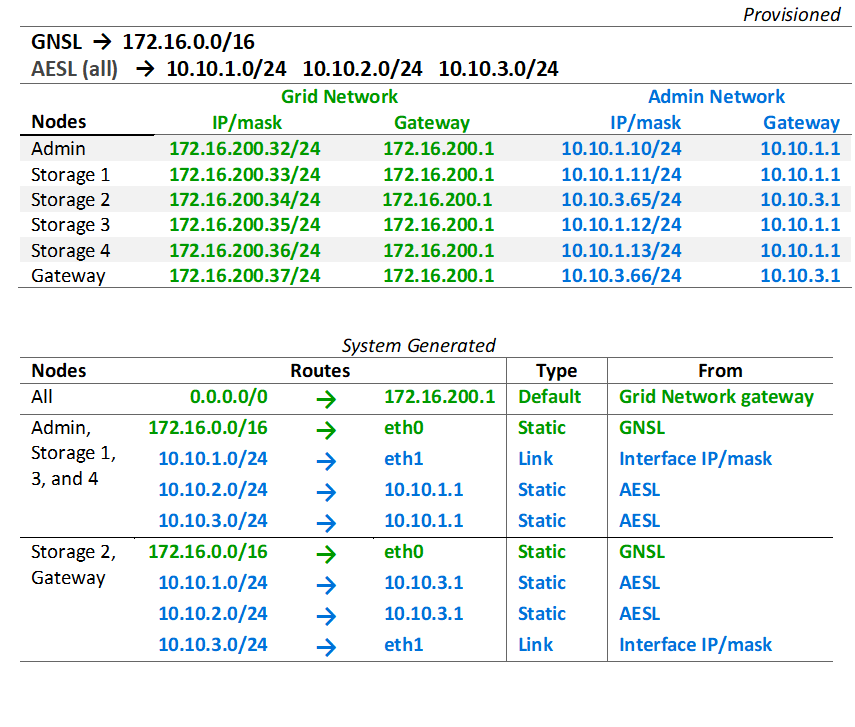 Provisioned
GNSL → 172.16.0.0/16
AESL (all) → 10.10.1.0/24 10.10.2.0/24 10.10.3.0/24
Grid Network Admin Network
Nodes IP/mask Gateway IP/mask Gateway
Admin 172.16.200.32/24 172.16.200.1 10.10.1.10/24 10.10.1.1
Storage 1 172.16.200.33/24 172.16.200.1 10.10.1.11/24 10.10.1.1
Storage 2 172.16.200.34/24 172.16.200.1 10.10.3.65/24 10.10.3.1
Storage 3 172.16.200.35/24 172.16.200.1 10.10.1.12/24 10.10.1.1
Storage 4 172.16.200.36/24 172.16.200.1 10.10.1.13/24 10.10.1.1
Gateway 172.16.200.37/24 172.16.200.1 10.10.3.66/24 10.10.3.1
System Generated
Nodes Routes Type From
All 0.0.0.0/0 → 172.16.200.1 Default Grid Network gateway
Admin, 172.16.0.0/16 → eth0 Static GNSL
Storage 1, 10.10.1.0/24 → eth1 Link Interface IP/mask
3, and 4 10.10.2.0/24 → 10.10.1.1 Static AESL
10.10.3.0/24 → 10.10.1.1 Static AESL
Storage 2, 172.16.0.0/16 → eth0 Static GNSL
Gateway 10.10.1.0/24 → 10.10.3.1 Static AESL
10.10.2.0/24 → 10.10.3.1 Static AESL
10.10.3.0/24 → eth1 Link Interface IP/mask